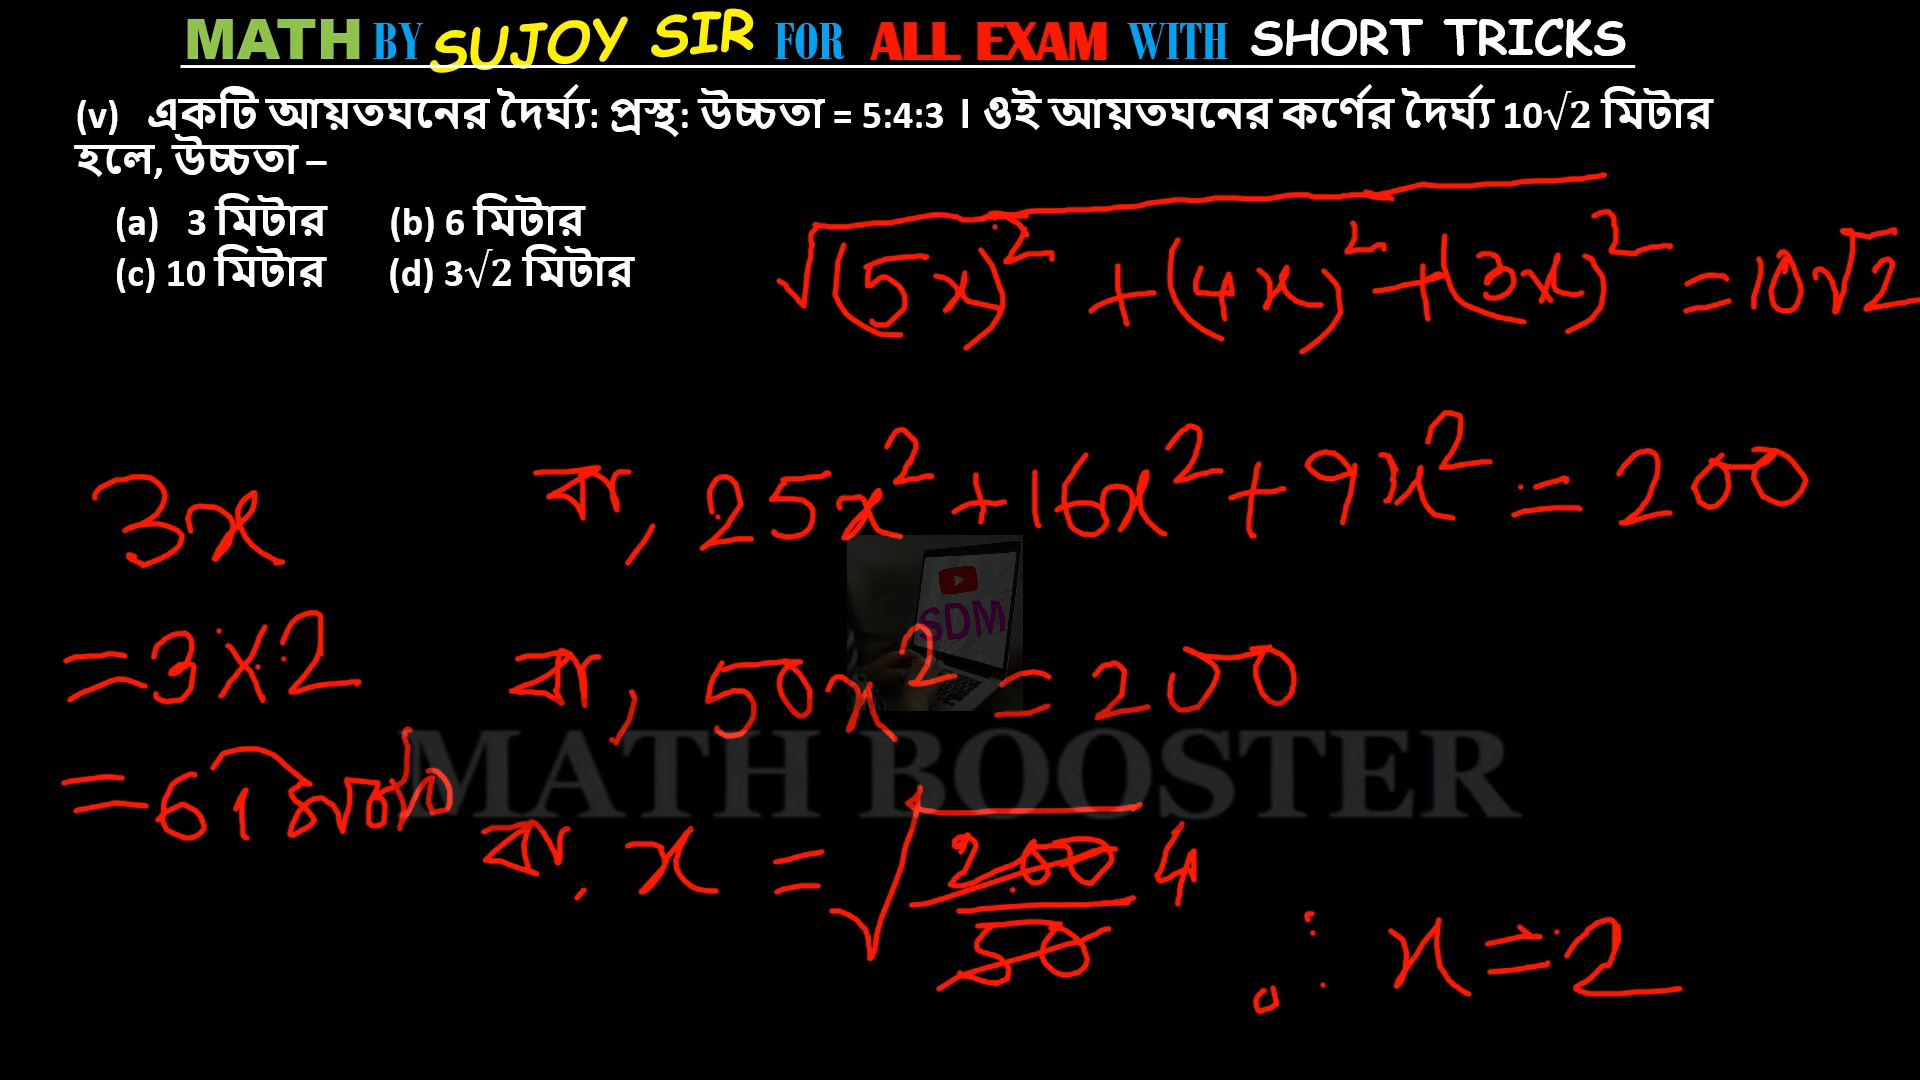 MATH BY SUJOY SIR FOR ALL EXAM WITH SHORT TRICKS
(v) একটি আয়তঘনের দৈর্ঘ্য: প্রস্থ: উচ্চতা = 5:4:3 । ওই আয়তঘনের কর্ণের দৈর্ঘ্য 10√2 মিটার
হলে, উচ্চতা –
(a) 3 মিটার (b) 6 মিটার
(c) 10 মিটার (d) 3√2 মিটার
√(5x)² + (4x)² + (3x)² = 10√2
বা, 25x² + 16x² + 9x² = 200
বা, 50x² = 200
বা, x = √200/50 4
∴ x = 2
3x
= 3 × 2
= 6 মিটার
SDM
MATH BOOSTER